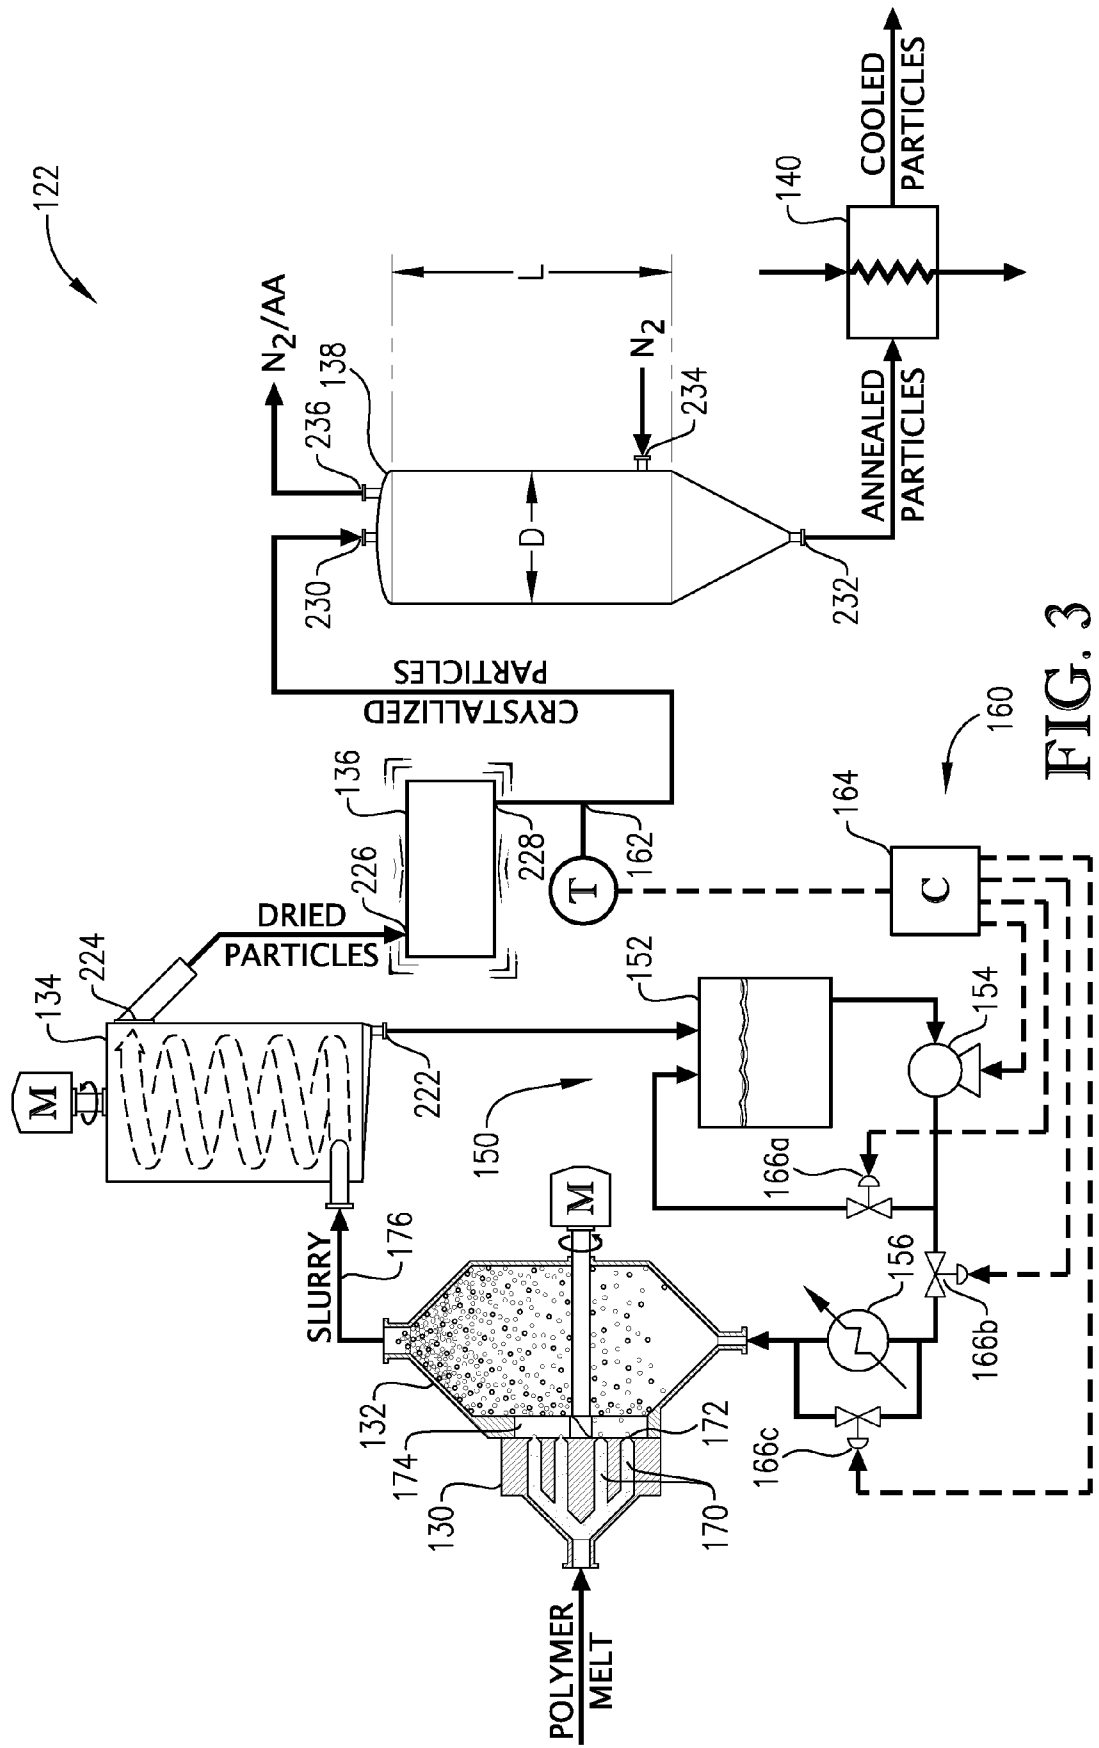 122
N2/AA
138
236
230
D
L
N2
234
232
ANNEALED
PARTICLES
140
COOLED
PARTICLES
CRYSTALLIZED
PARTICLES
M
134
224
DRIED
PARTICLES
226
136
228
162
T
222
SLURRY
176
132
174
130
POLYMER
MELT
170
172
M
150
152
154
166a
166b
156
166c
C
164
160
FIG. 3